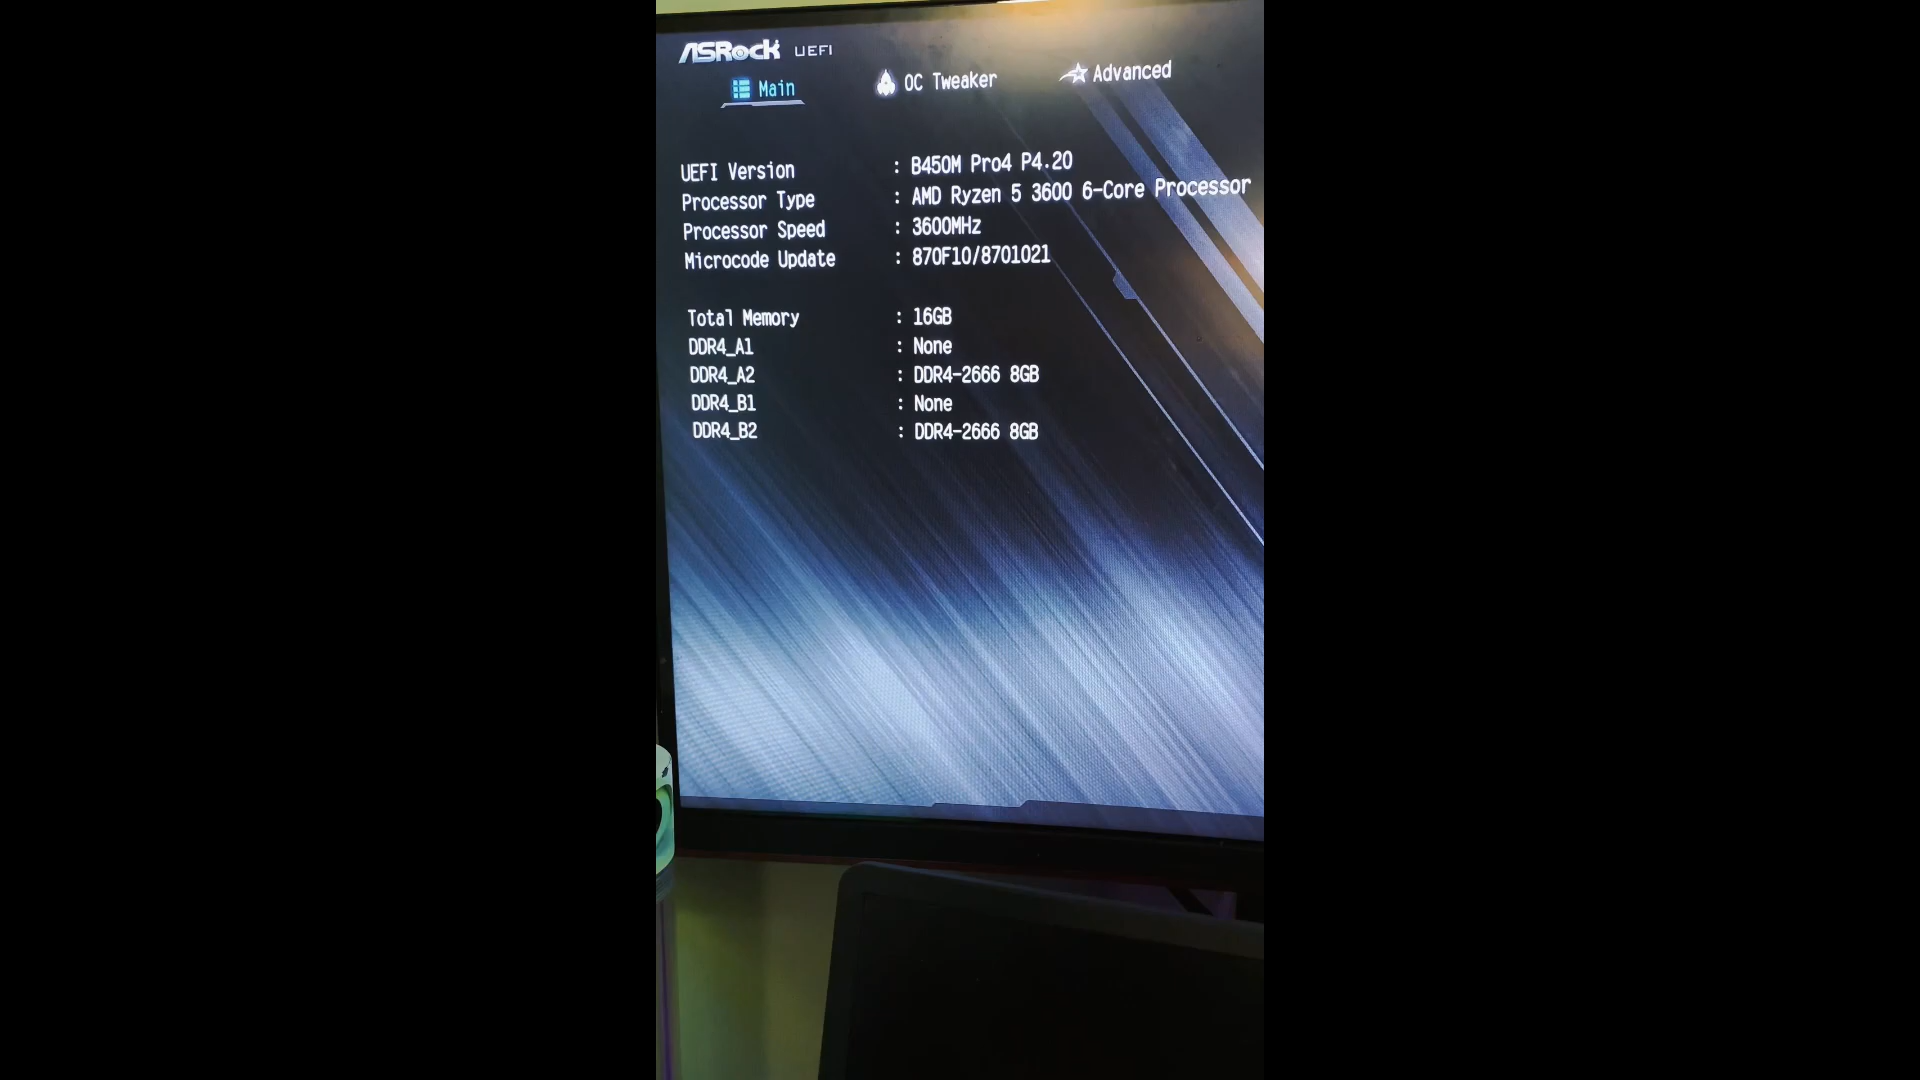 ASRock UEFI
Main OC Tweaker Advanced
UEFI Version : B450M Pro4 P4.20
Processor Type : AMD Ryzen 5 3600 6-Core Processor
Processor Speed : 3600MHz
Microcode Update : 870F10/8701021
Total Memory : 16GB
DDR4_A1 : None
DDR4_A2 : DDR4-2666 8GB
DDR4_B1 : None
DDR4_B2 : DDR4-2666 8GB